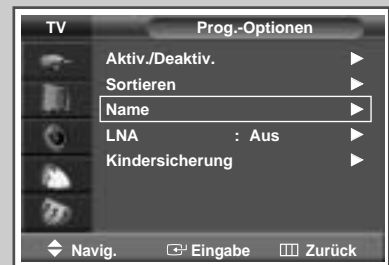 TV Prog.-Optionen
Aktiv./Deaktiv.
Sortieren
Name
LNA : Aus
Kindersicherung
Navig. Eingabe Zurück